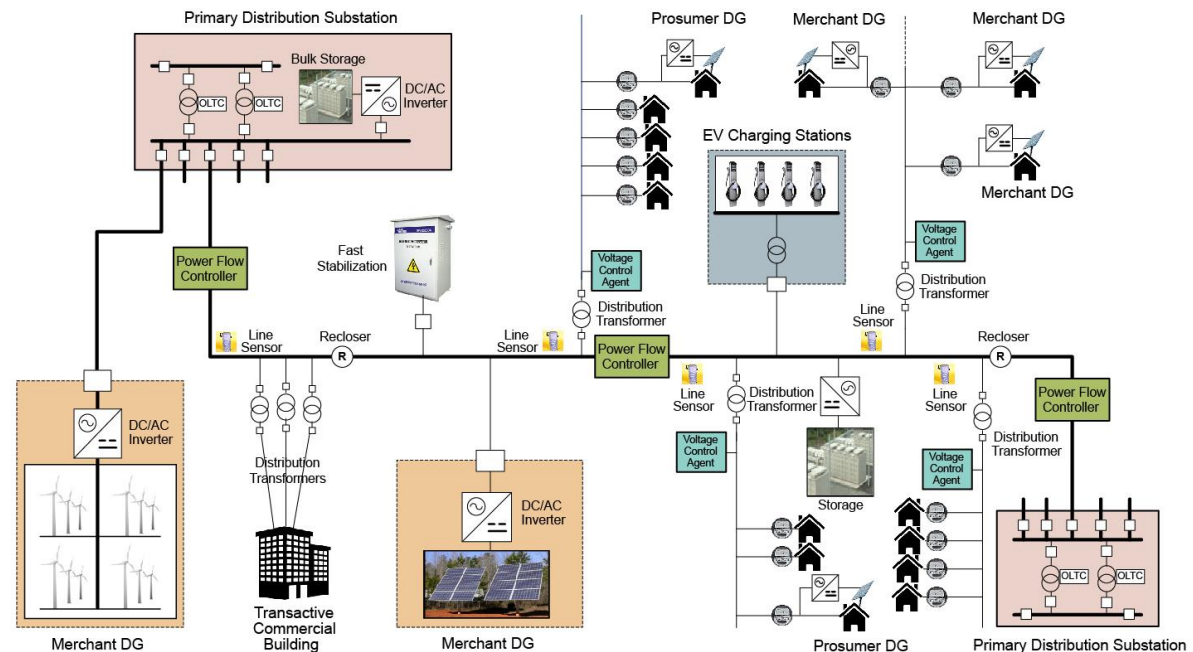 Primary Distribution Substation
Bulk Storage
OLTC
OLTC
DC/AC
Inverter
Prosumer DG
Merchant DG
Merchant DG
EV Charging Stations
Merchant DG
Power Flow
Controller
Fast
Stabilization
Voltage
Control
Agent
Distribution
Transformer
Voltage
Control
Agent
Distribution
Transformer
Line
Sensor
Recloser
R
Line
Sensor
Power Flow
Controller
Line
Sensor
Recloser
R
Line
Sensor
Distribution
Transformer
Line
Sensor
Power Flow
Controller
DC/AC
Inverter
Distribution
Transformers
DC/AC
Inverter
Voltage
Control
Agent
Storage
Voltage
Control
Agent
Distribution
Transformer
OLTC
OLTC
Merchant DG
Transactive
Commercial
Building
Merchant DG
Prosumer DG
Primary Distribution Substation